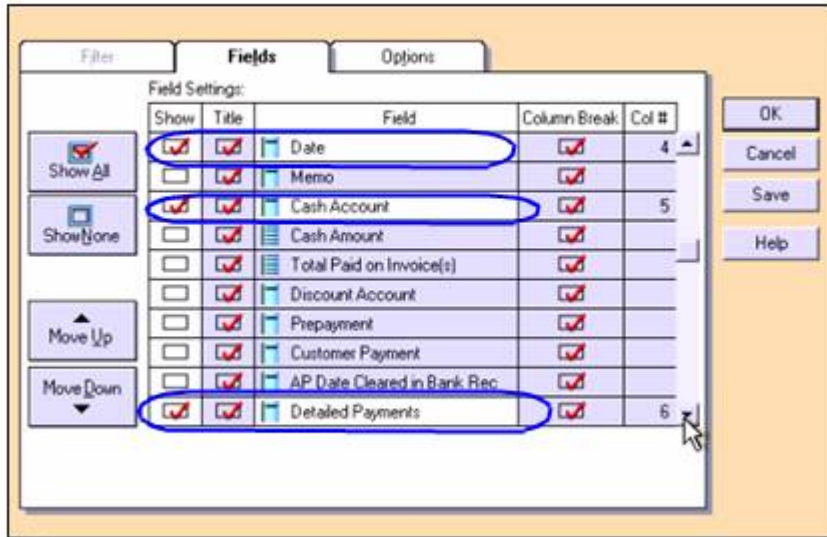 Filter Fields Options
Field Settings:
Show Title Field Column Break Col #
Date 4
Memo
Cash Account 5
Cash Amount
Total Paid on Invoice(s)
Discount Account
Prepayment
Customer Payment
AP Date Cleared in Bank Rec
Detailed Payments 6
Show All
Show None
Move Up
Move Down
OK
Cancel
Save
Help